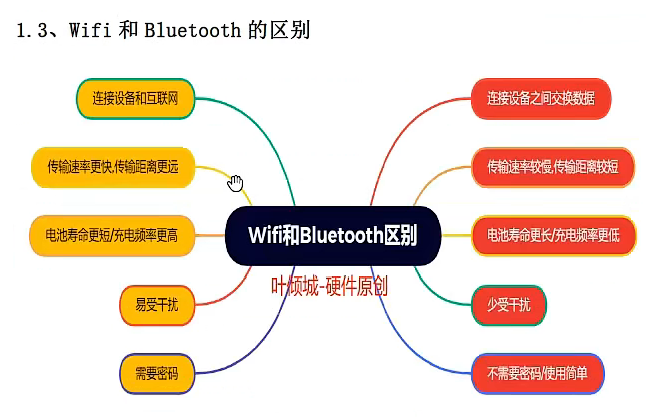 1.3、Wifi 和 Bluetooth 的区别
连接设备和互联网
传输速率更快,传输距离更远
电池寿命更短/充电频率更高
易受干扰
需要密码
Wifi和Bluetooth区别
叶倾城-硬件原创
连接设备之间交换数据
传输速率较慢,传输距离较短
电池寿命更长/充电频率更低
少受干扰
不需要密码/使用简单